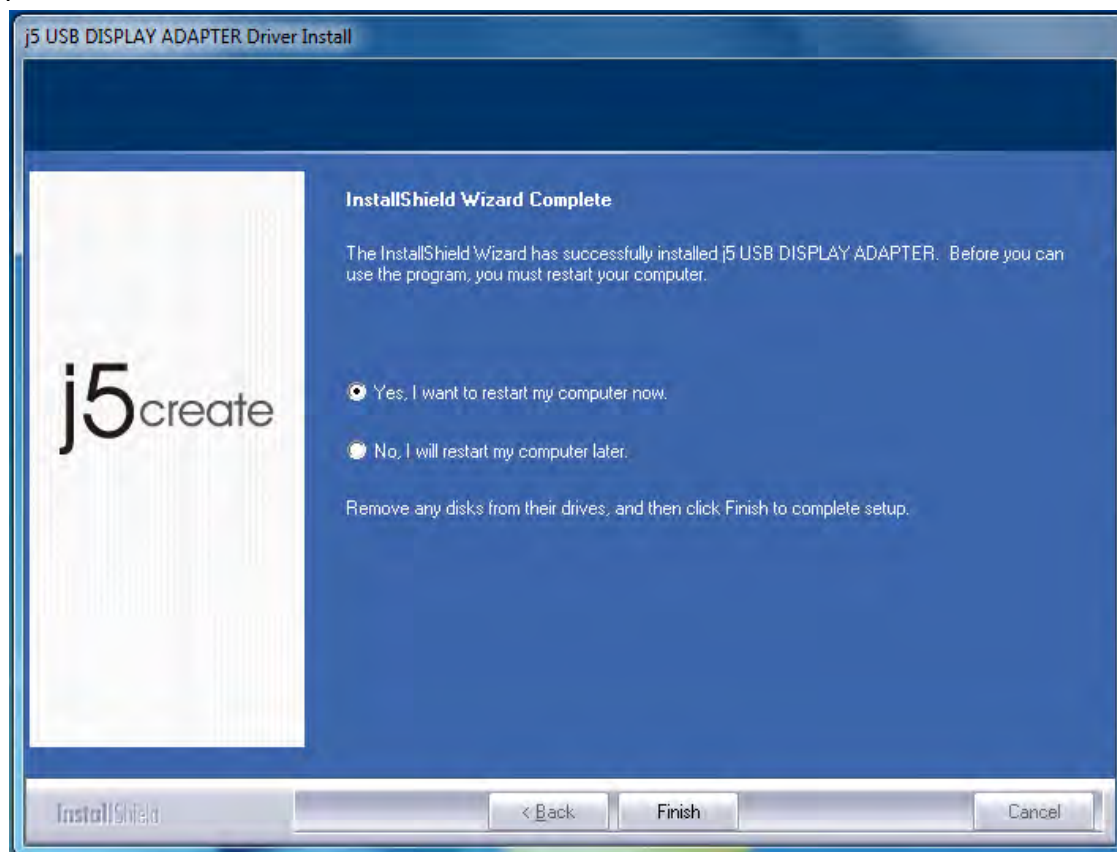 j5 USB DISPLAY ADAPTER Driver Install
InstallShield Wizard Complete
The InstallShield Wizard has successfully installed j5 USB DISPLAY ADAPTER. Before you can
use the program, you must restart your computer.
j5create
Yes, I want to restart my computer now.
No, I will restart my computer later.
Remove any disks from their drives, and then click Finish to complete setup.
InstallShield
< Back
Finish
Cancel